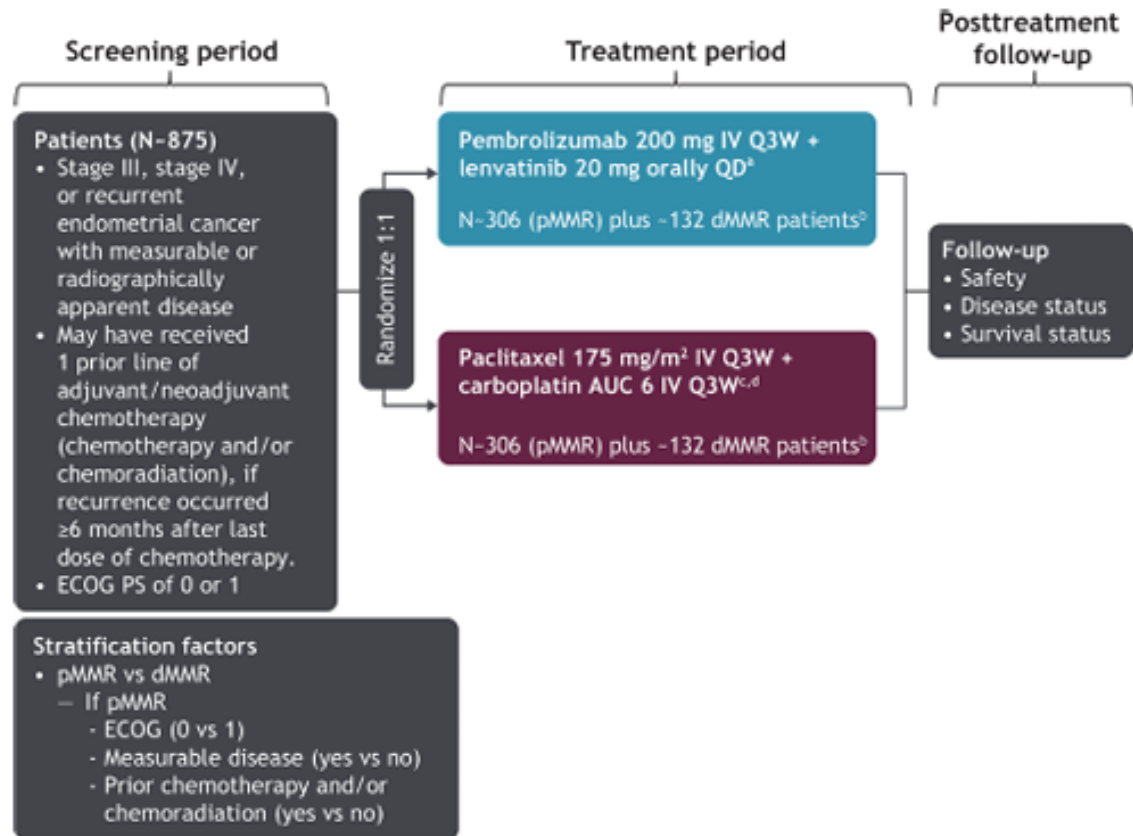 Screening period
Treatment period
Posttreatment
follow-up
Patients (N~875)
• Stage III, stage IV,
or recurrent
endometrial cancer
with measurable or
radiographically
apparent disease
• May have received
1 prior line of
adjuvant/neoadjuvant
chemotherapy
(chemotherapy and/or
chemoradiation), if
recurrence occurred
≥6 months after last
dose of chemotherapy.
• ECOG PS of 0 or 1
Randomize 1:1
Pembrolizumab 200 mg IV Q3W +
lenvatinib 20 mg orally QDᵃ
N~306 (pMMR) plus ~132 dMMR patientsᵇ
Paclitaxel 175 mg/m² IV Q3W +
carboplatin AUC 6 IV Q3Wᶜ,ᵈ
N~306 (pMMR) plus ~132 dMMR patientsᵇ
Follow-up
• Safety
• Disease status
• Survival status
Stratification factors
• pMMR vs dMMR
— If pMMR
- ECOG (0 vs 1)
- Measurable disease (yes vs no)
- Prior chemotherapy and/or
chemoradiation (yes vs no)